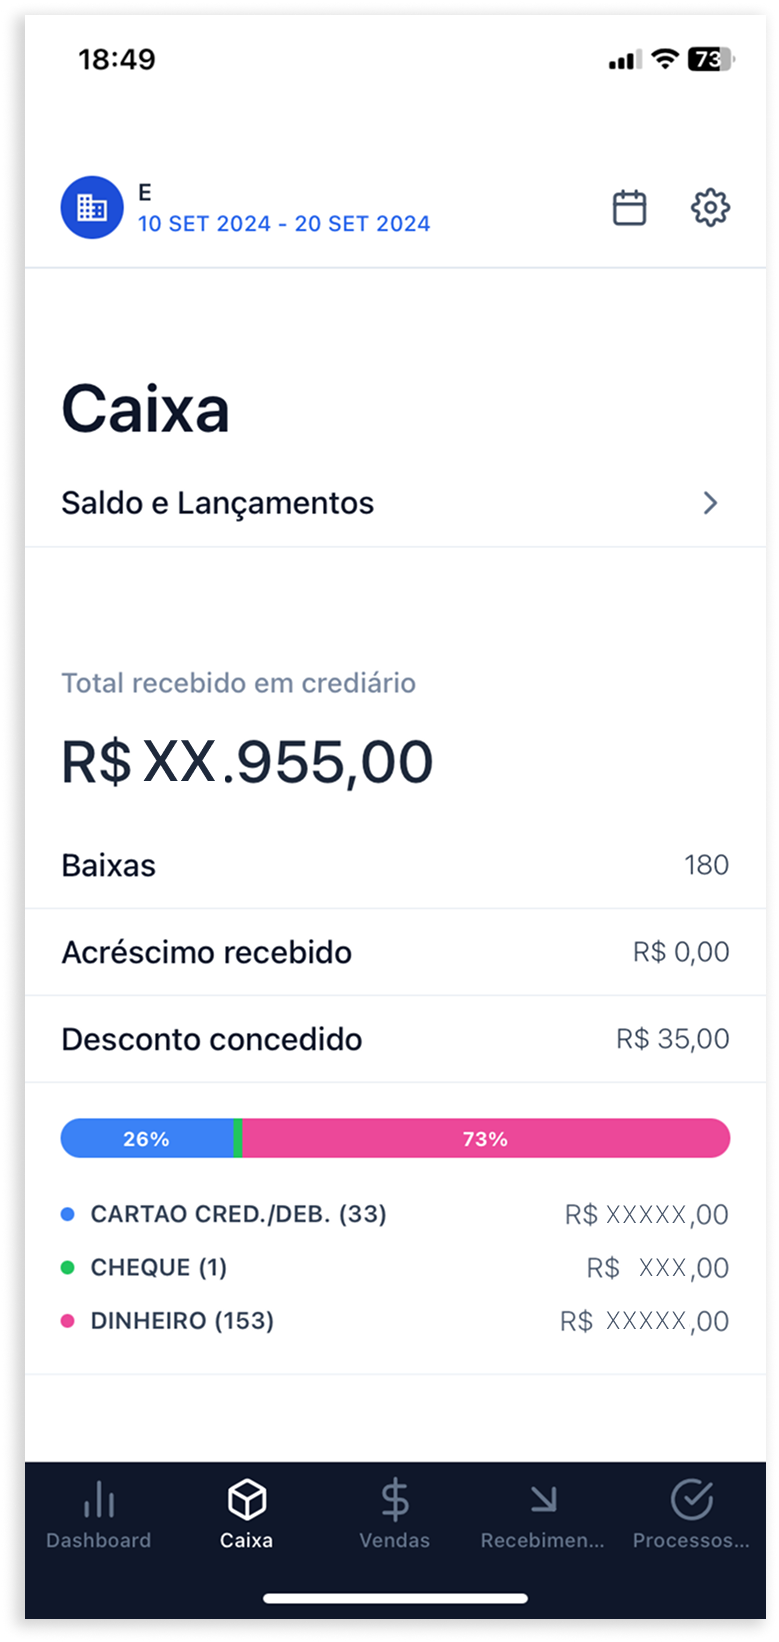 18:49
73
E
10 SET 2024 - 20 SET 2024
Caixa
Saldo e Lançamentos
Total recebido em crediário
R$ XX.955,00
Baixas 180
Acréscimo recebido R$ 0,00
Desconto concedido R$ 35,00
26% 73%
CARTAO CRED./DEB. (33) R$ XXXXX,00
CHEQUE (1) R$ XXX,00
DINHEIRO (153) R$ XXXXX,00
Dashboard Caixa Vendas Recebimen... Processos...